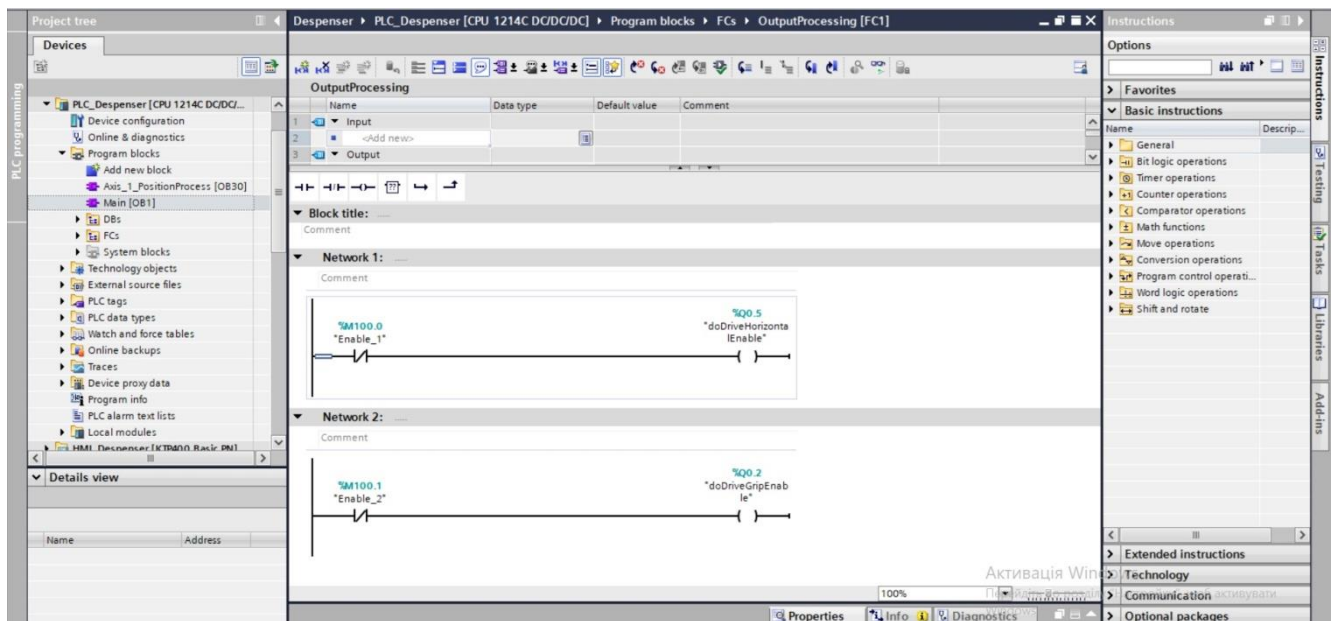 Project tree
Devices
PLC programming
PLC_Despenser [CPU 1214C DC/DC/...
Device configuration
Online & diagnostics
Program blocks
Add new block
Axis_1_PositionProcess [OB30]
Main [OB1]
DBs
FCs
System blocks
Technology objects
External source files
PLC tags
PLC data types
Watch and force tables
Online backups
Traces
Device proxy data
Program info
PLC alarm text lists
Local modules
HMI_Despenser [KTP400 Basic PN]
Details view
Name Address
Despenser PLC_Despenser [CPU 1214C DC/DC/DC] Program blocks FCs OutputProcessing [FC1]
OutputProcessing
Name Data type Default value Comment
1 Input
2 <Add new>
3 Output
Block title: .....
Comment
Network 1: .....
Comment
%M100.0
"Enable_1"
%Q0.5
"doDriveHorizonta
lEnable"
Network 2: .....
Comment
%M100.1
"Enable_2"
%Q0.2
"doDriveGripEnab
le"
100%
Properties Info Diagnostics
Instructions
Options
Favorites
Basic instructions
Name Descrip...
General
Bit logic operations
Timer operations
Counter operations
Comparator operations
Math functions
Move operations
Conversion operations
Program control operati...
Word logic operations
Shift and rotate
Extended instructions
Technology
Communication
Optional packages
Instructions
Testing
Tasks
Libraries
Add-ins
Активація Windows